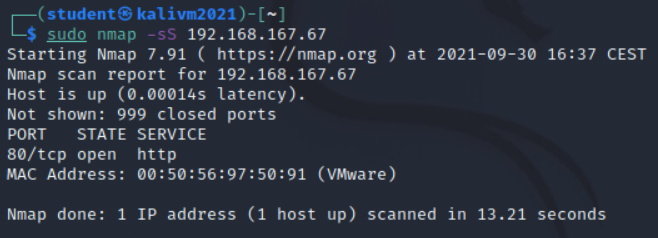 ┌──(student㉿kalivm2021)-[~]
└─$ sudo nmap -sS 192.168.167.67
Starting Nmap 7.91 ( https://nmap.org ) at 2021-09-30 16:37 CEST
Nmap scan report for 192.168.167.67
Host is up (0.00014s latency).
Not shown: 999 closed ports
PORT   STATE SERVICE
80/tcp open  http
MAC Address: 00:50:56:97:50:91 (VMware)
Nmap done: 1 IP address (1 host up) scanned in 13.21 seconds